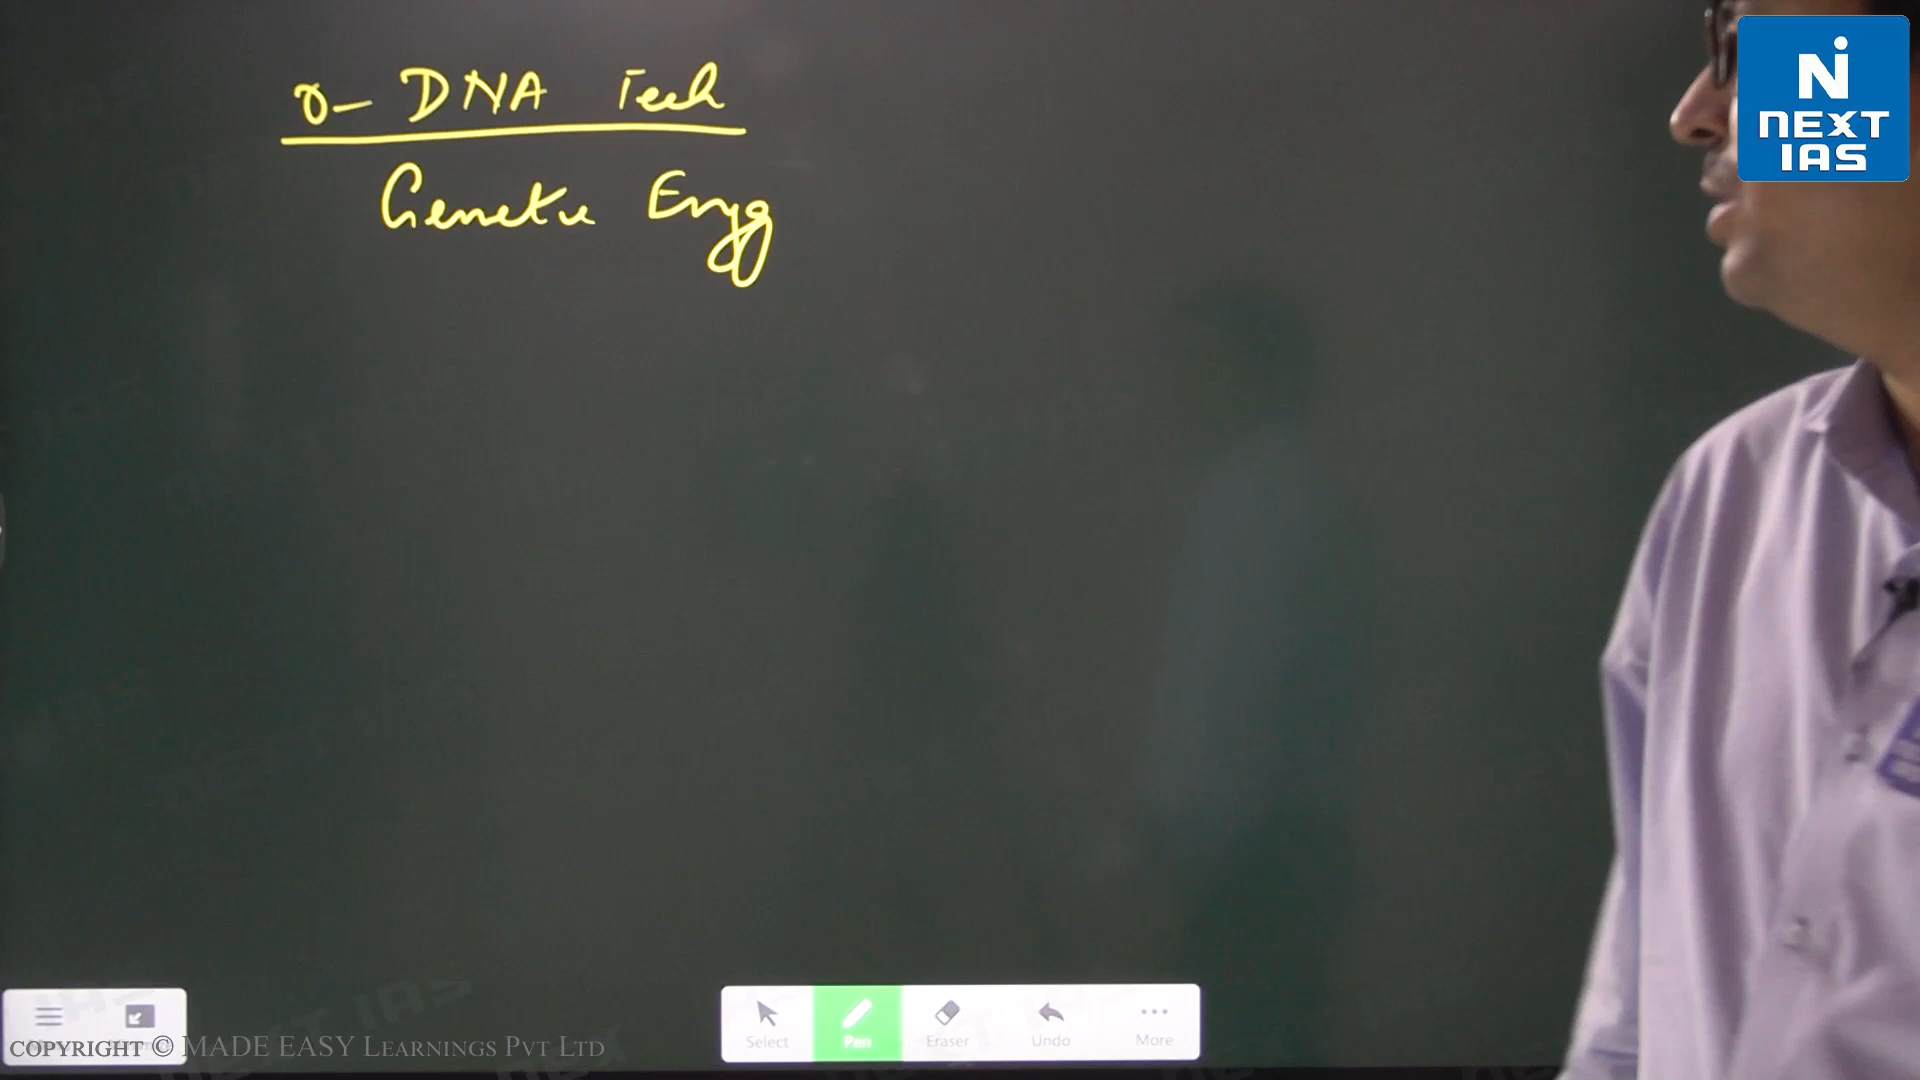 r- DNA Tech
Genetic Engg
N
NEXT
IAS
Select
Pen
Eraser
Undo
More
COPYRIGHT © MADE EASY LEARNINGS PVT LTD